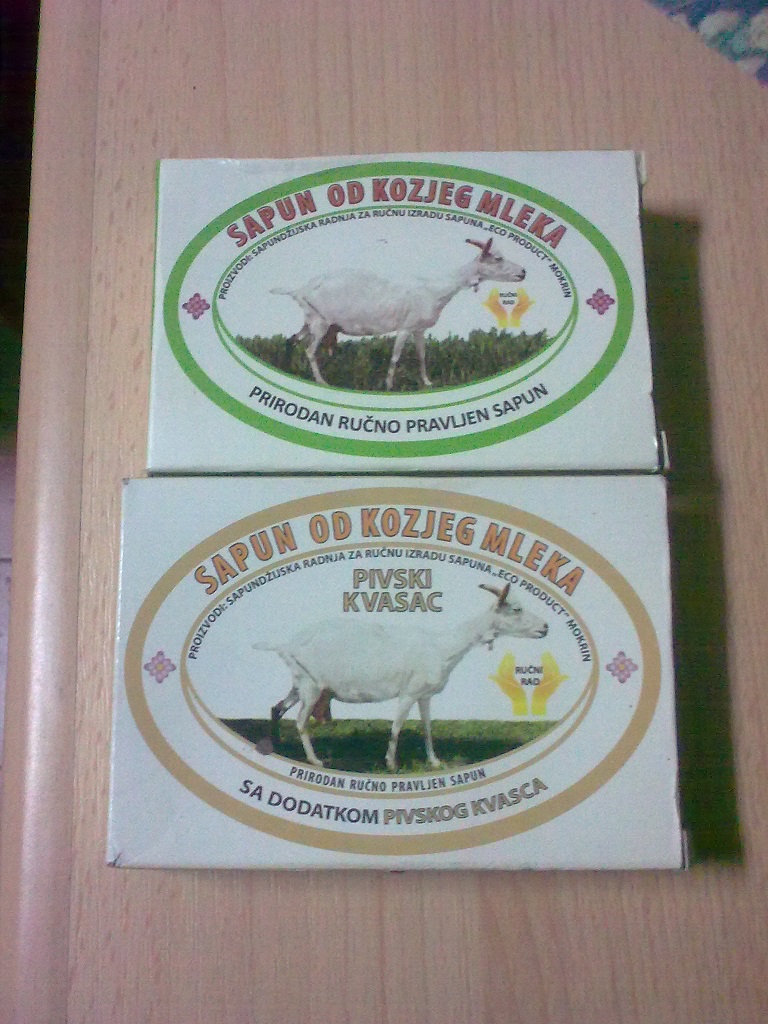 SAPUN OD KOZJEG MLEKA
PROIZVODI: SAPUNDŽIJSKA RADNJA ZA RUČNU IZRADU SAPUNA „ECO PRODUCT" MOKRIN
RUČNI
RAD
PRIRODAN RUČNO PRAVLJEN SAPUN
SAPUN OD KOZJEG MLEKA
PROIZVODI: SAPUNDŽIJSKA RADNJA ZA RUČNU IZRADU SAPUNA „ECO PRODUCT" MOKRIN
PIVSKI
KVASAC
RUČNI
RAD
PRIRODAN RUČNO PRAVLJEN SAPUN
SA DODATKOM PIVSKOG KVASCA